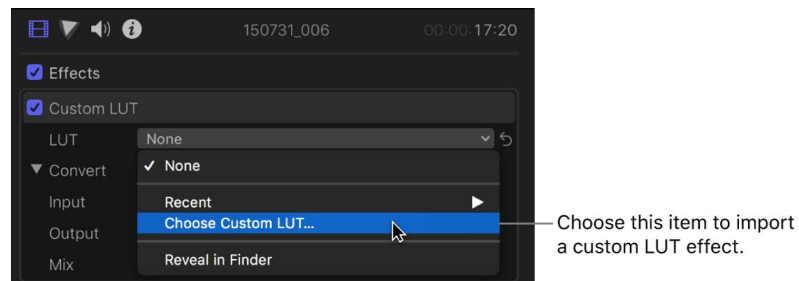 150731_006 00:00:17:20
Effects
Custom LUT
LUT None
Convert ✓ None
Input Recent
Choose Custom LUT...
Output
Mix Reveal in Finder
Choose this item to import
a custom LUT effect.